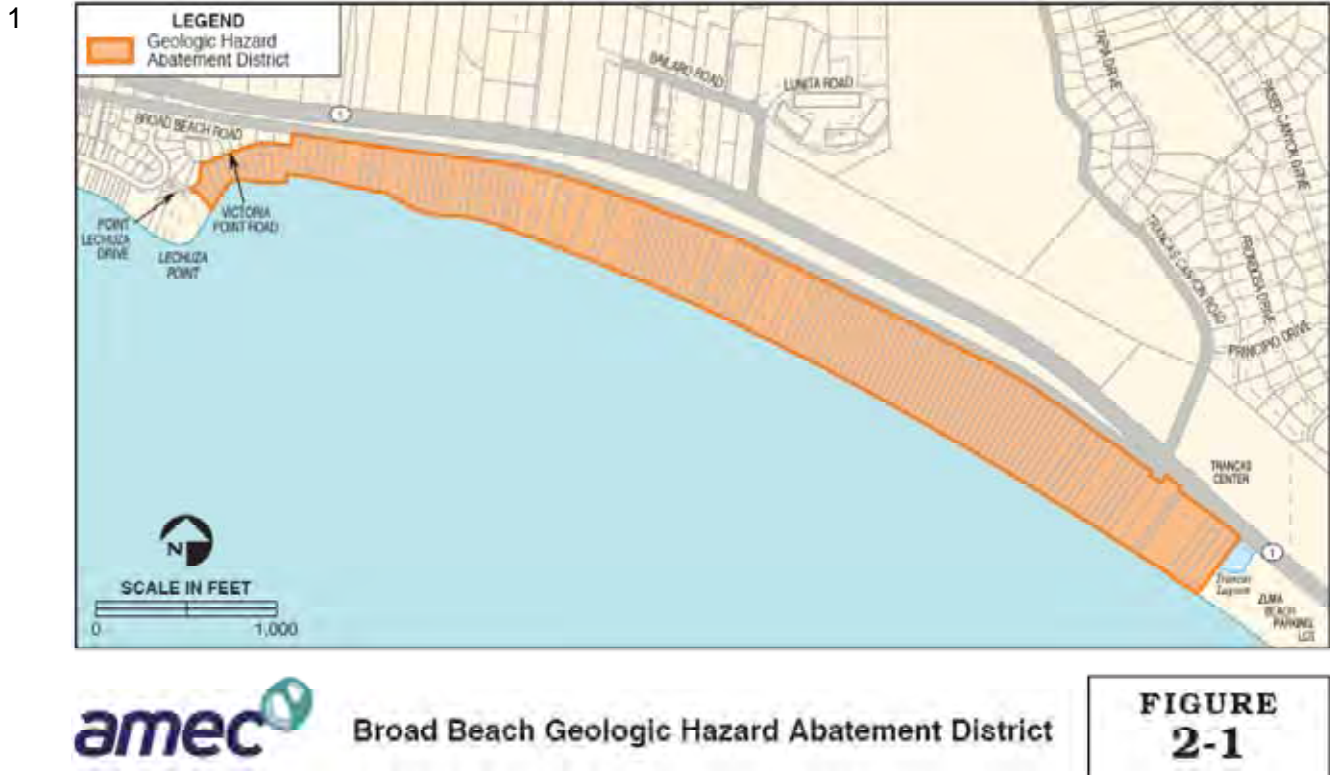 1
LEGEND
Geologic Hazard
Abatement District
BROAD BEACH ROAD
1
BAILARD ROAD
LUNITA ROAD
TAPIA DRIVE
PASEO CANYON DRIVE
POINT
LECHUZA
DRIVE
VICTORIA
POINT ROAD
LECHUZA
POINT
TRANCAS CANYON ROAD
FLORIDOSA DRIVE
PRINCIPIO DRIVE
TRANCAS
CENTER
1
Trancas
Lagoon
ZUMA
BEACH
PARKING
LOT
N
SCALE IN FEET
0 1,000
amec
Broad Beach Geologic Hazard Abatement District
FIGURE
2-1